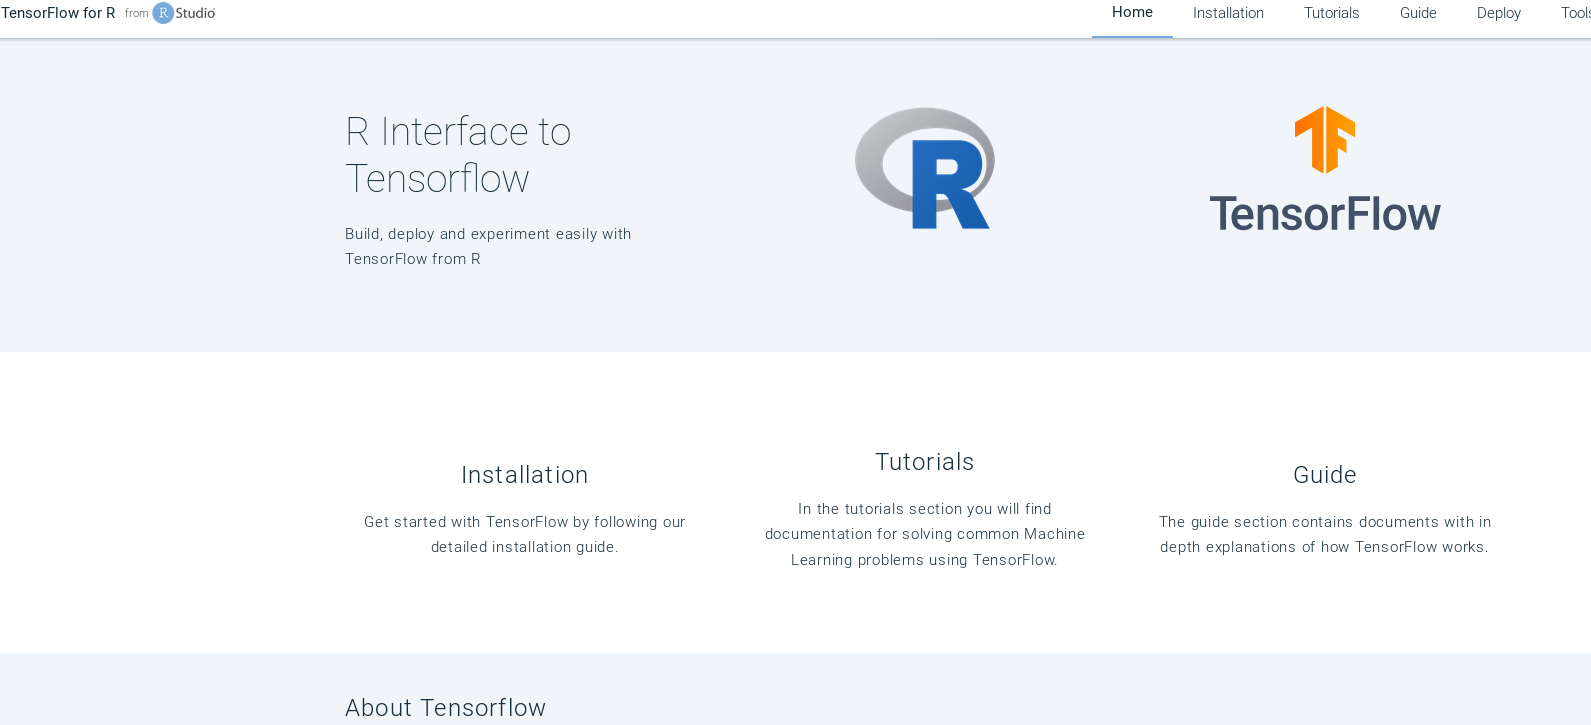 TensorFlow for R from R Studio
Home Installation Tutorials Guide Deploy Tools
R Interface to
Tensorflow
Build, deploy and experiment easily with
TensorFlow from R
R
TensorFlow
Installation
Get started with TensorFlow by following our
detailed installation guide.
Tutorials
In the tutorials section you will find
documentation for solving common Machine
Learning problems using TensorFlow.
Guide
The guide section contains documents with in
depth explanations of how TensorFlow works.
About Tensorflow